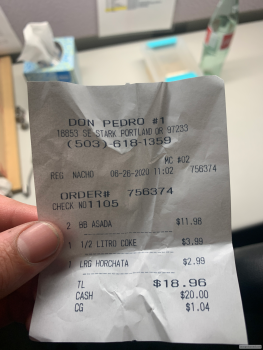 DON PEDRO #1
16853 SE STARK PORTLAND OR 97233
(503)-618-1359
MC #02
REG NACHO 06-26-2020 11:02 756374
ORDER# 756374
CHECK NO1105
2 BB ASADA $11.98
1 1/2 LITRO COKE $3.99
1 LRG HORCHATA $2.99
TL $18.96
CASH $20.00
CG $1.04